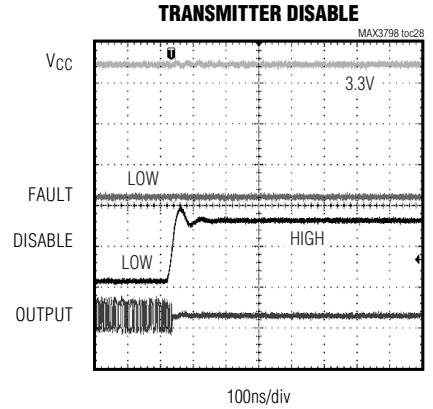 TRANSMITTER DISABLE
MAX3798 toc28
VCC
3.3V
LOW
FAULT
DISABLE
HIGH
LOW
OUTPUT
T
100ns/div